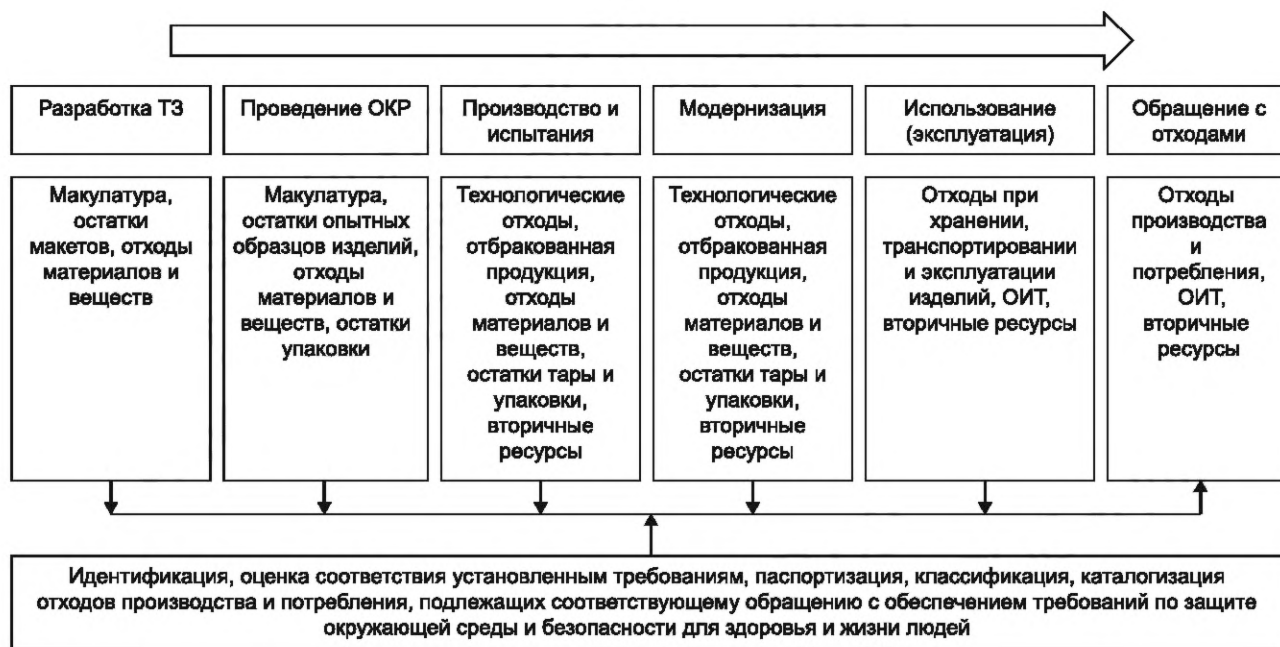 Разработка ТЗ
Проведение ОКР
Производство и
испытания
Модернизация
Использование
(эксплуатация)
Обращение с
отходами
Макулатура,
остатки
макетов, отходы
материалов и
веществ
Макулатура,
остатки опытных
образцов изделий,
отходы
материалов и
веществ, остатки
упаковки
Технологические
отходы,
отбракованная
продукция,
отходы
материалов и
веществ,
остатки тары и
упаковки,
вторичные
ресурсы
Технологические
отходы,
отбракованная
продукция,
отходы
материалов и
веществ,
остатки тары и
упаковки,
вторичные
ресурсы
Отходы при
хранении,
транспортировании
и эксплуатации
изделий, ОИТ,
вторичные ресурсы
Отходы
производства
и
потребления,
ОИТ,
вторичные
ресурсы
Идентификация, оценка соответствия установленным требованиям, паспортизация, классификация, каталогизация
отходов производства и потребления, подлежащих соответствующему обращению с обеспечением требований по защите
окружающей среды и безопасности для здоровья и жизни людей